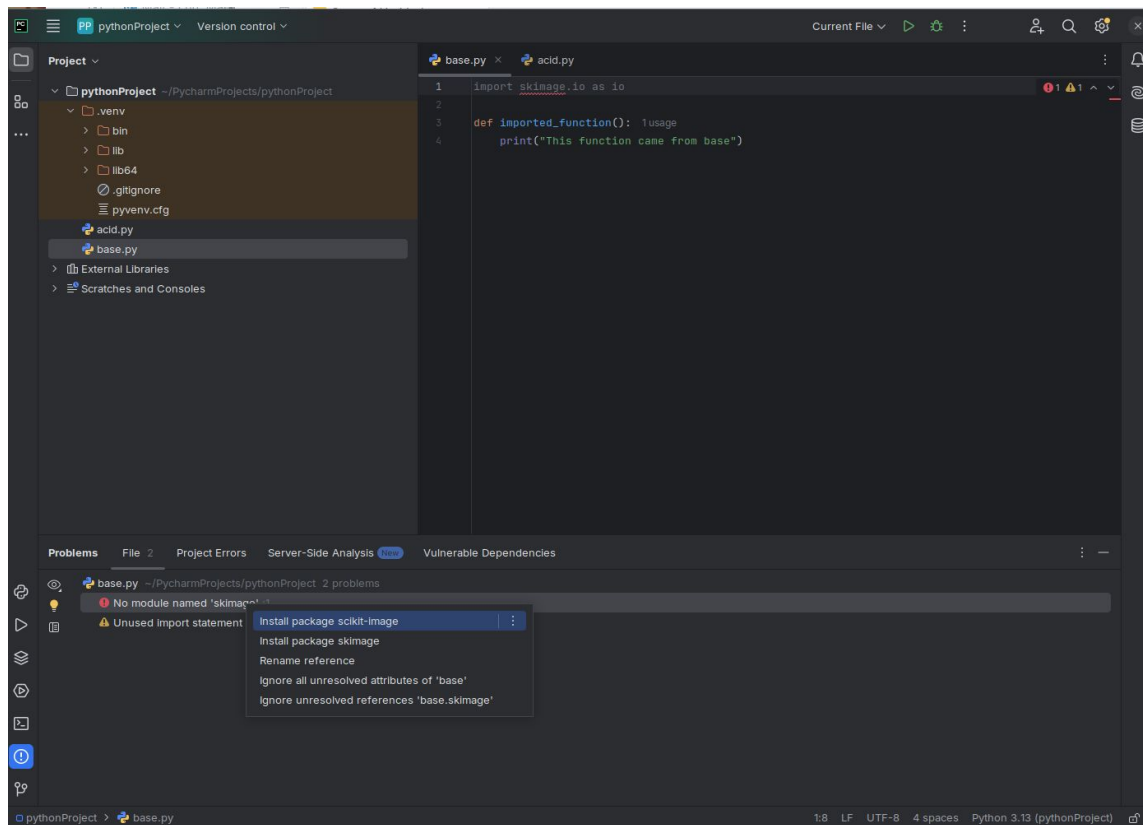 PC PP pythonProject Version control Current File
Project
base.py acid.py
pythonProject ~/PycharmProjects/pythonProject
.venv
bin
lib
lib64
.gitignore
pyvenv.cfg
acid.py
base.py
External Libraries
Scratches and Consoles
1 import skimage.io as io 1 1
2
3 def imported_function(): 1 usage
4 print("This function came from base")
Problems File 2 Project Errors Server-Side Analysis New Vulnerable Dependencies
base.py ~/PycharmProjects/pythonProject 2 problems
No module named 'skimage' :1
Unused import statement
Install package scikit-image
Install package skimage
Rename reference
Ignore all unresolved attributes of 'base'
Ignore unresolved references 'base.skimage'
pythonProject > base.py 1:8 LF UTF-8 4 spaces Python 3.13 (pythonProject)